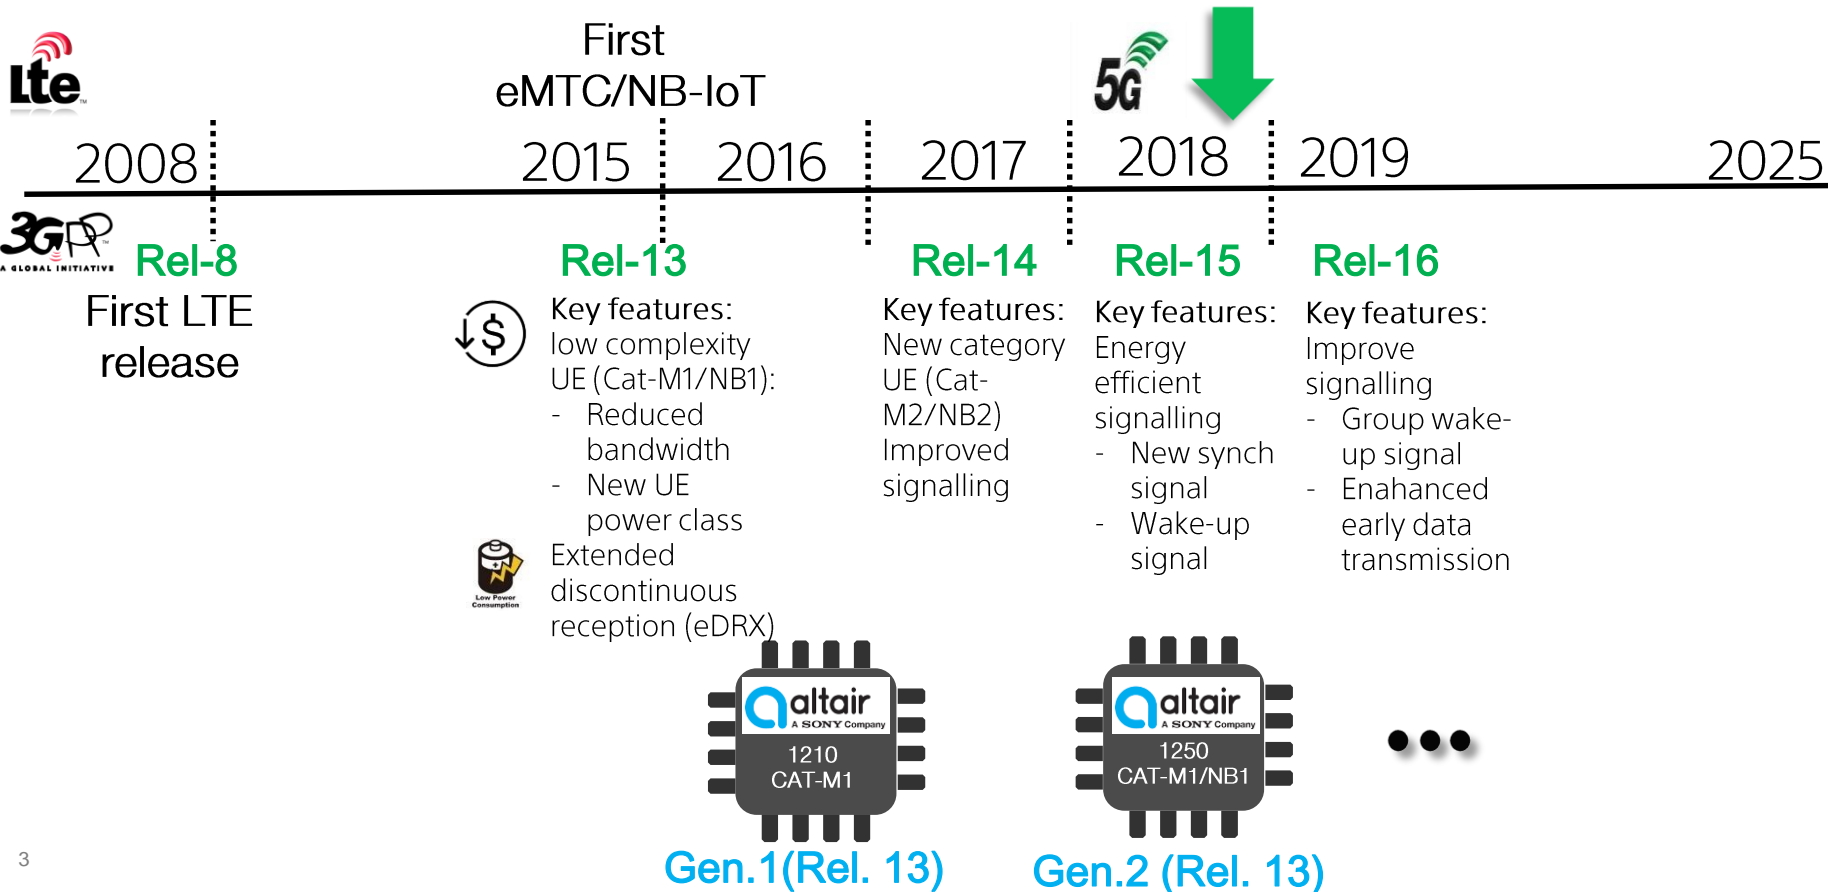 Lte
TM
First
eMTC/NB-IoT
5G
2008
2015
2016
2017
2018
2019
2025
3GPP
TM
A GLOBAL INITIATIVE
Rel-8
First LTE
release
Rel-13
Key features:
low complexity
UE (Cat-M1/NB1):
- Reduced
bandwidth
- New UE
power class
Extended
discontinuous
reception (eDRX)
$
Low Power
Consumption
Rel-14
Key features:
New category
UE (Cat-
M2/NB2)
Improved
signalling
Rel-15
Key features:
Energy
efficient
signalling
- New synch
signal
- Wake-up
signal
Rel-16
Key features:
Improve
signalling
- Group wake-
up signal
- Enahanced
early data
transmission
altair
A SONY Company
1210
CAT-M1
Gen.1(Rel. 13)
altair
A SONY Company
1250
CAT-M1/NB1
Gen.2 (Rel. 13)
3